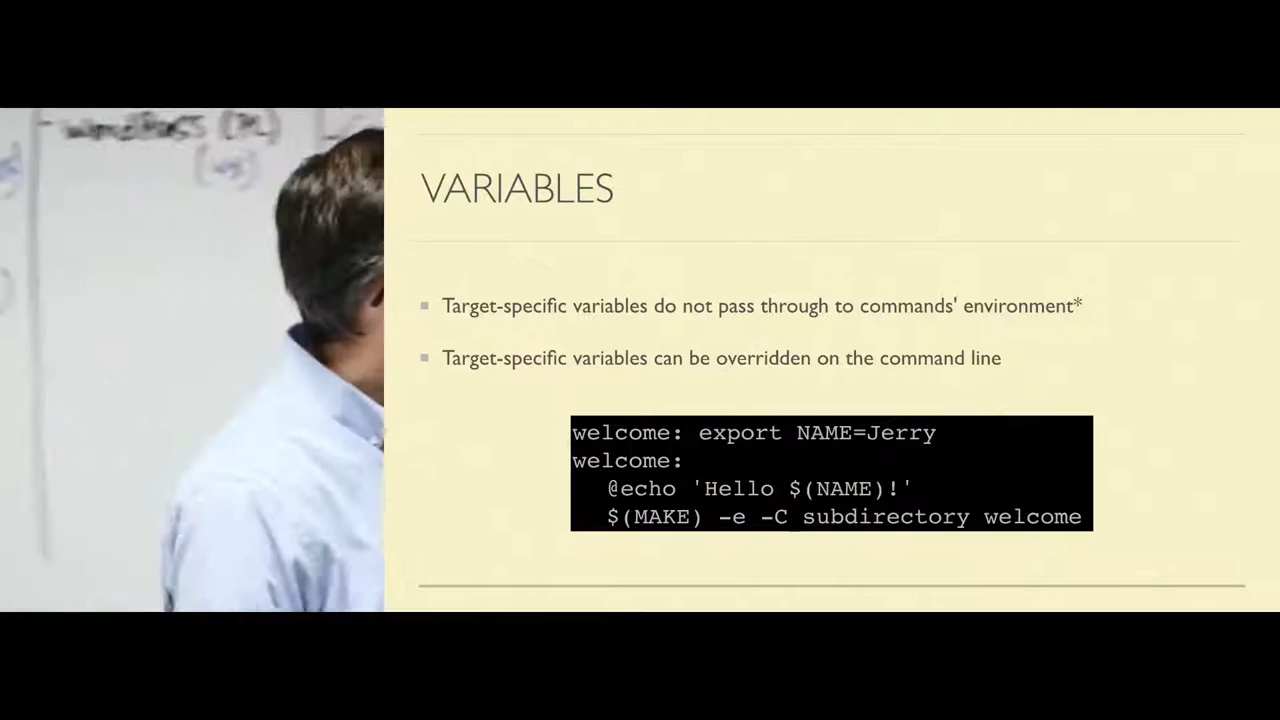 VARIABLES
Target-specific variables do not pass through to commands' environment*
Target-specific variables can be overridden on the command line
welcome: export NAME=Jerry
welcome:
@echo 'Hello $(NAME)!'
$(MAKE) -e -C subdirectory welcome